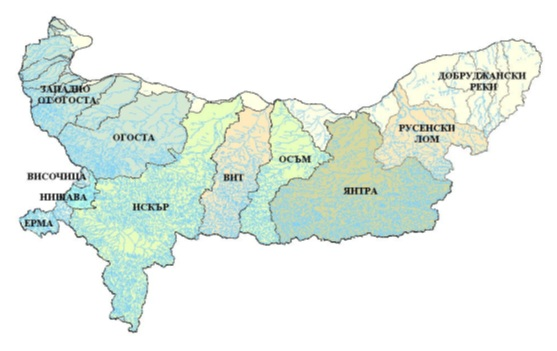 ДОБРУДЖАНСКИ
РЕКИ
ЗАПАДНО
ОТ ОГОСТА
РУСЕНСКИ
ЛОМ
ОГОСТА
ОСЪМ
ВИСОЧИЦА
ВИТ
ЯНТРА
НИШАВА
ИСКЪР
ЕРМА